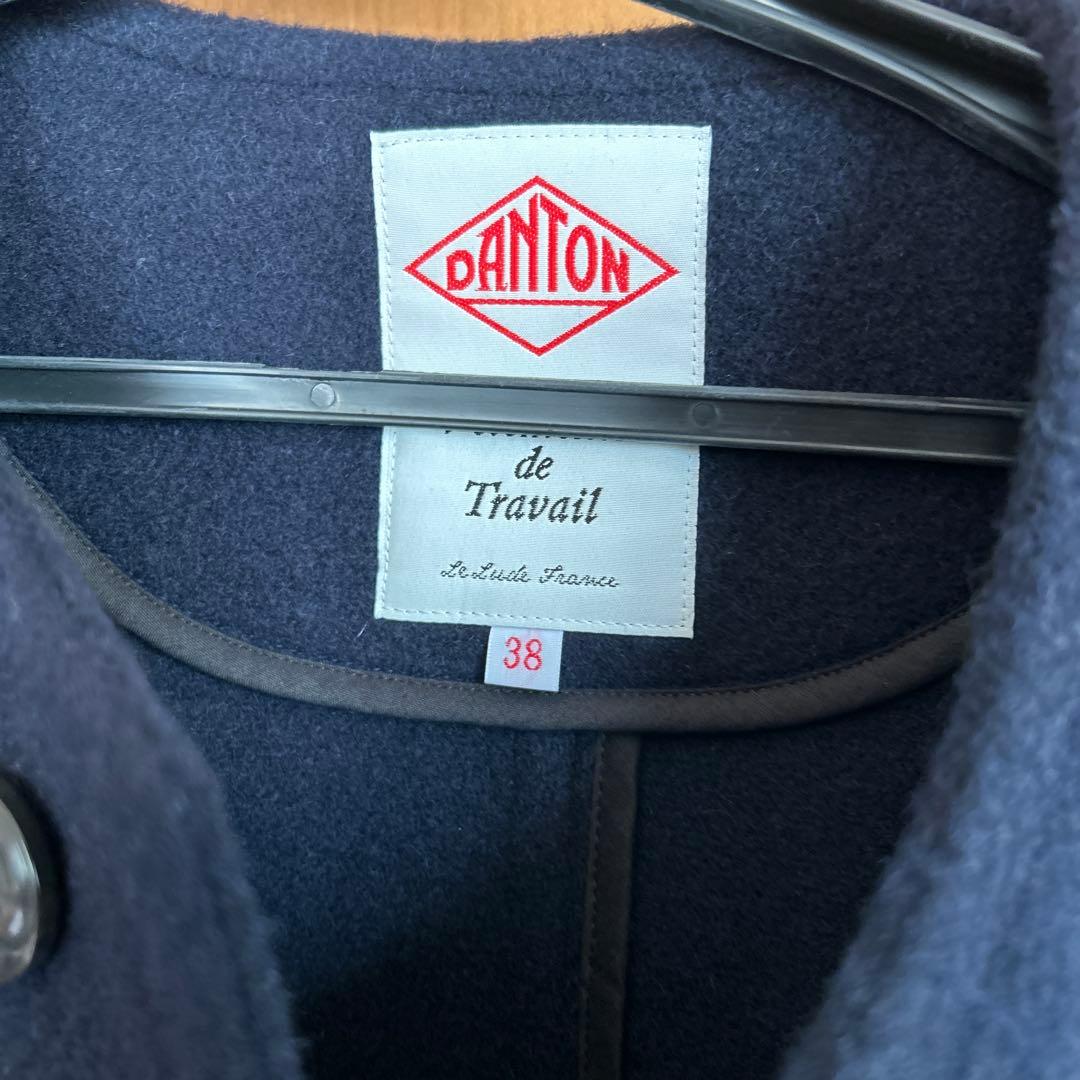 DANTON
de
Travail
Le Lude France
38